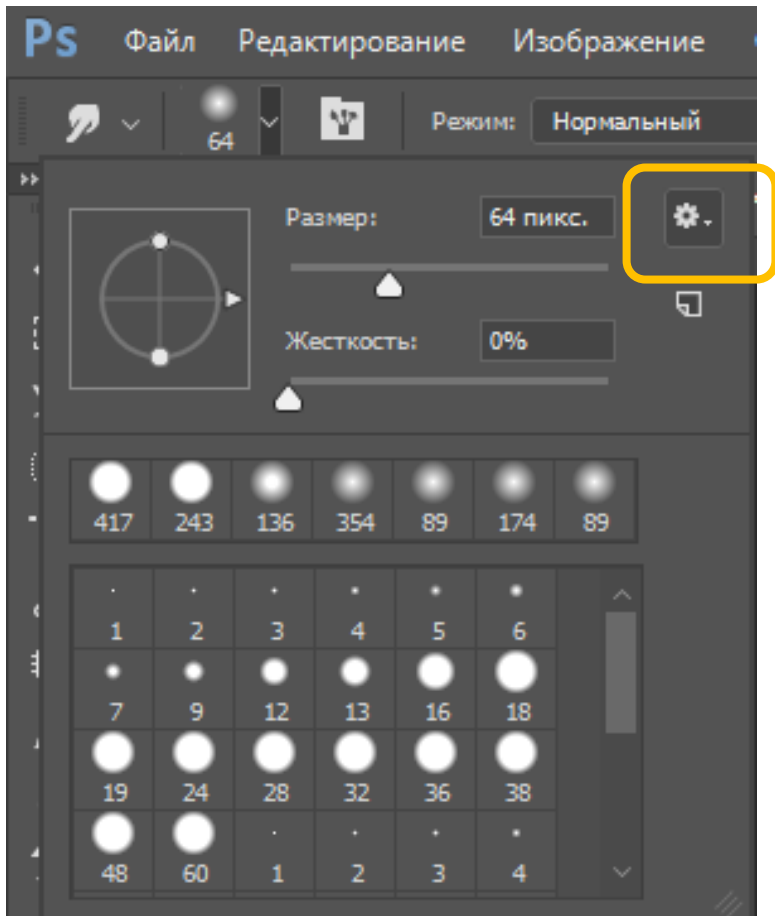 Ps Файл Редактирование Изображение
64 Режим: Нормальный
Размер: 64 пикс.
Жесткость: 0%
417 243 136 354 89 174 89
1 2 3 4 5 6
7 9 12 13 16 18
19 24 28 32 36 38
48 60 1 2 3 4